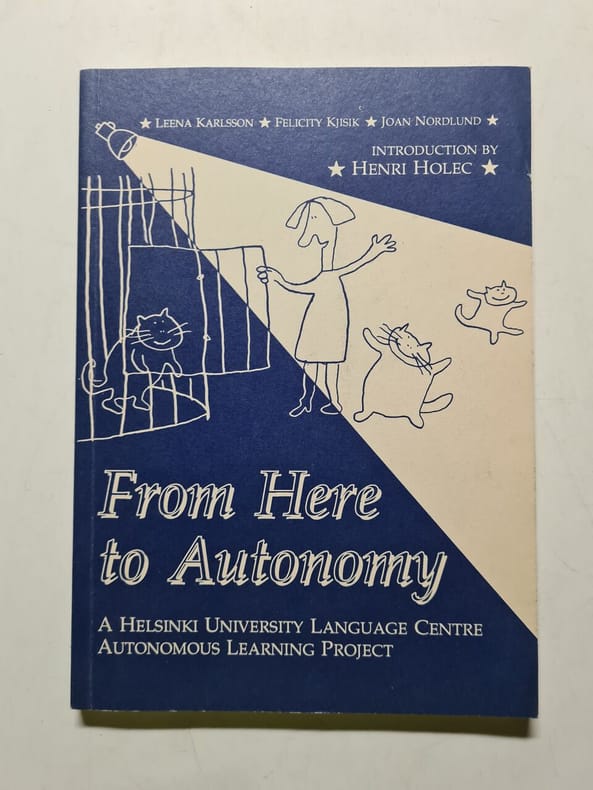 ★ LEENA KARLSSON ★ FELICITY KJISIK ★ JOAN NORDLUND ★
INTRODUCTION BY
★ HENRI HOLEC ★
From Here
to Autonomy
A HELSINKI UNIVERSITY LANGUAGE CENTRE
AUTONOMOUS LEARNING PROJECT